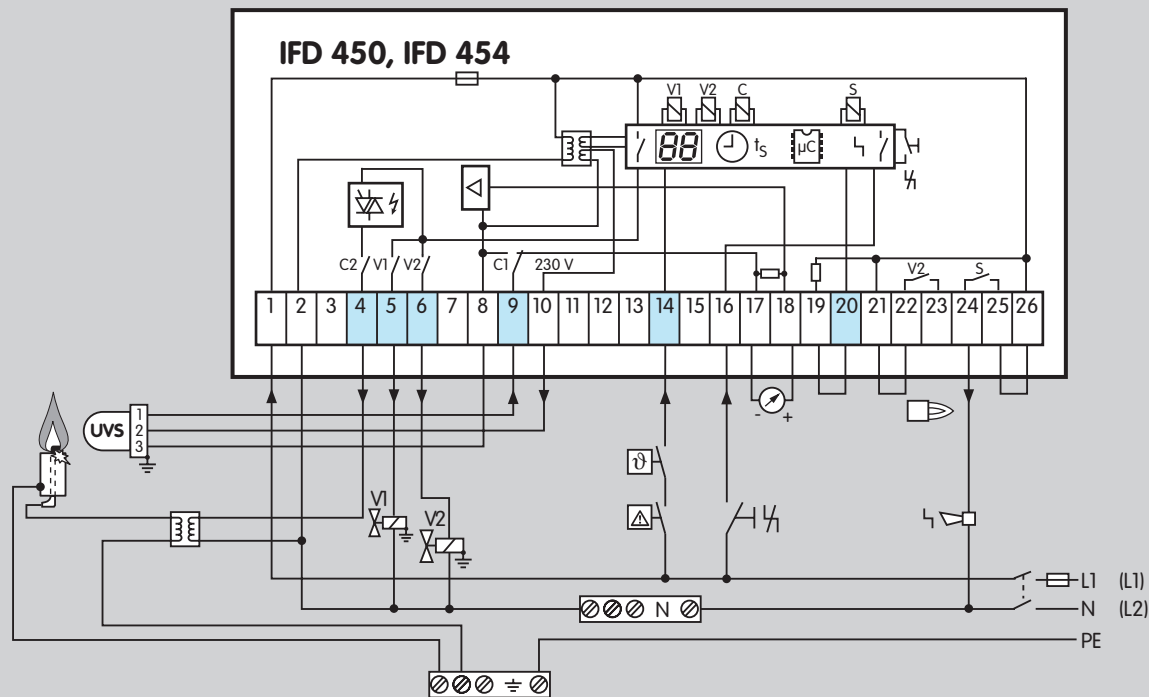 IFD 450, IFD 454
V1 V2 C S
88 tS µC
C2 V1 V2 C1 230 V V2 S
1 2 3 4 5 6 7 8 9 10 11 12 13 14 15 16 17 18 19 20 21 22 23 24 25 26
- +
UVS
1
2
3
ϑ
V1
V2
L1 (L1)
N N (L2)
PE